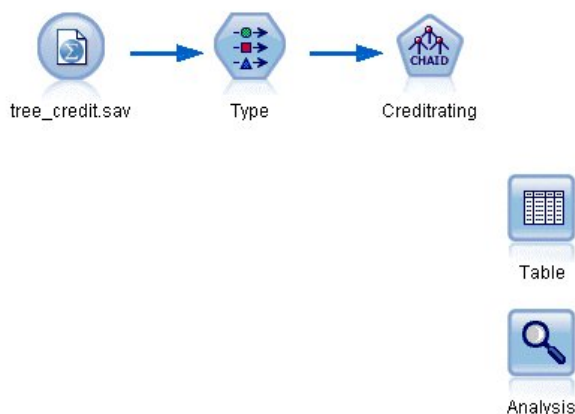 CHAID
tree_credit.sav
Type
Creditrating
Table
Analysis